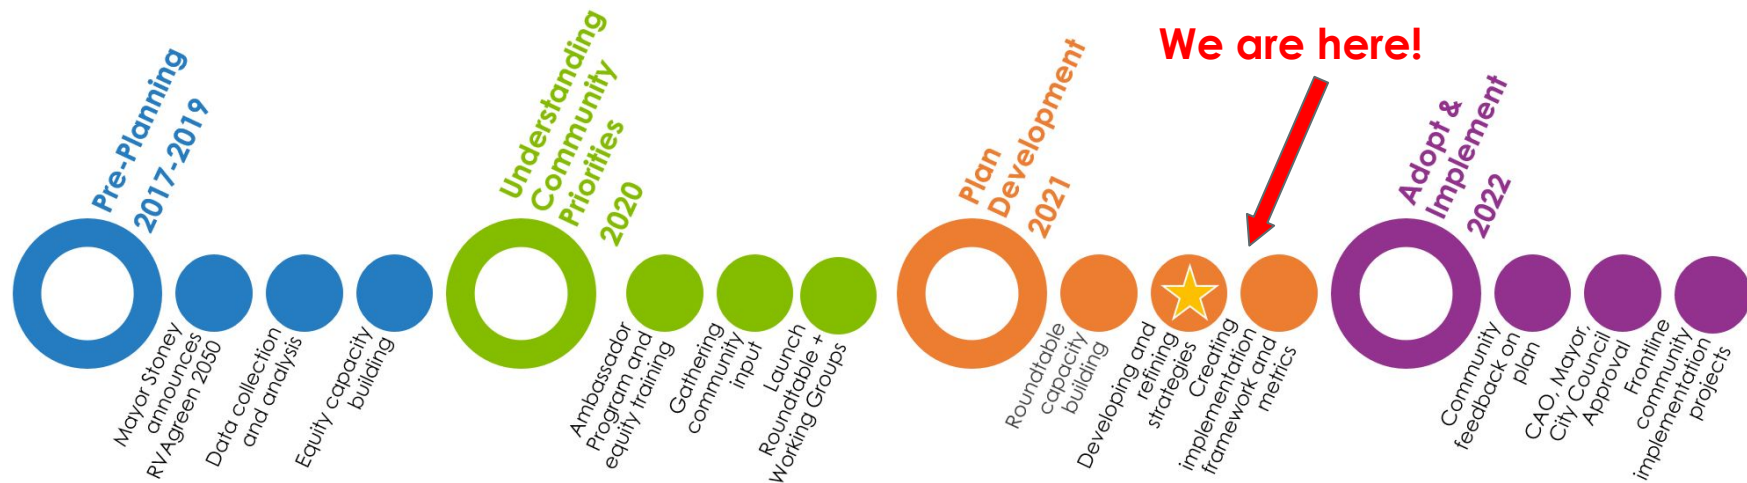 We are here!
Pre-Planning
2017-2019
Mayor Stoney
announces
RVAgreen 2050
Data collection
and analysis
Equity capacity
building
Understanding
Community
Priorities
2020
Ambassador
Program and
equity training
Gathering
community
input
Launch
Roundtable +
Working Groups
Plan
Development
2021
Roundtable
capacity
building
Developing and
refining
strategies
Creating
implementation
framework and
metrics
Adopt &
Implement
2022
Community
feedback on
plan
CAO, Mayor,
City Council
Approval
Frontline
community
implementation
projects